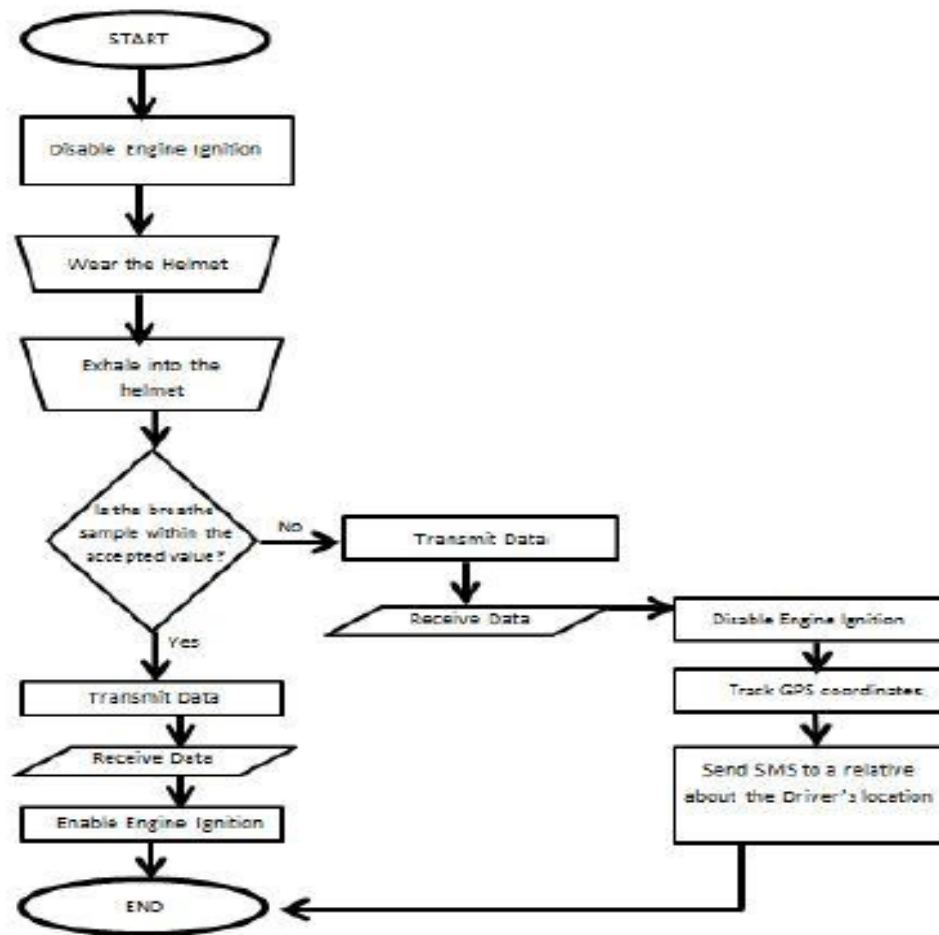 START
Disable Engine Ignition
Wear the Helmet
Exhale into the
helmet
Is the breathe
sample within the
accepted value?
No
Transmit Data
Receive Data
Disable Engine Ignition
Track GPS coordinates
Send SMS to a relative
about the Driver's location
Yes
Transmit Data
Receive Data
Enable Engine Ignition
END